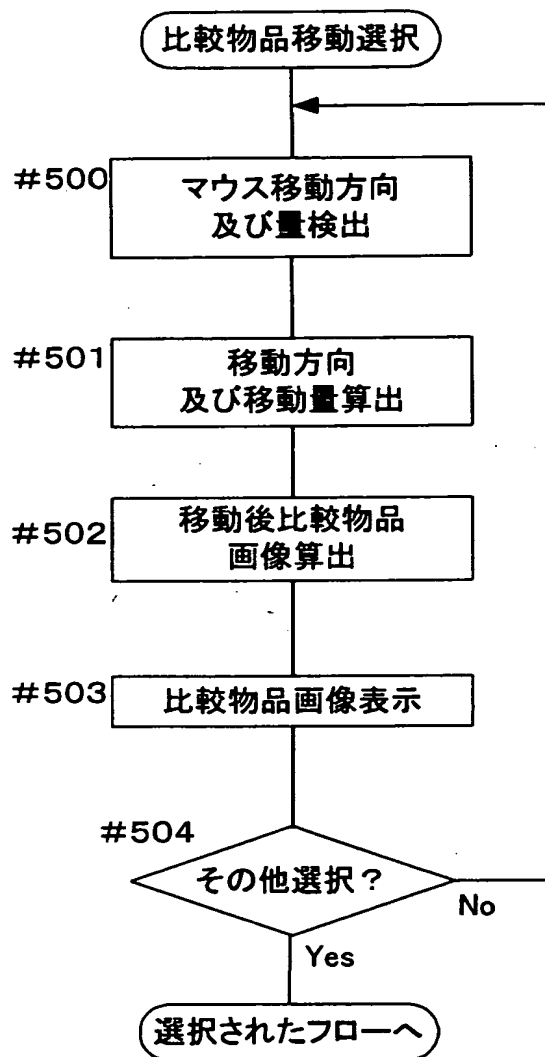 比較物品移動選択
#500
マウス移動方向
及び量検出
#501
移動方向
及び移動量算出
#502
移動後比較物品
画像算出
#503
比較物品画像表示
#504
その他選択？
No
Yes
選択されたフローへ